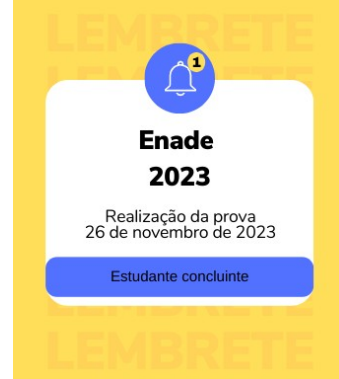 LEMBRETE
LEMBRETE
1
Enade
2023
Realização da prova
26 de novembro de 2023
Estudante concluinte
LEMBRETE
LEMBRETE